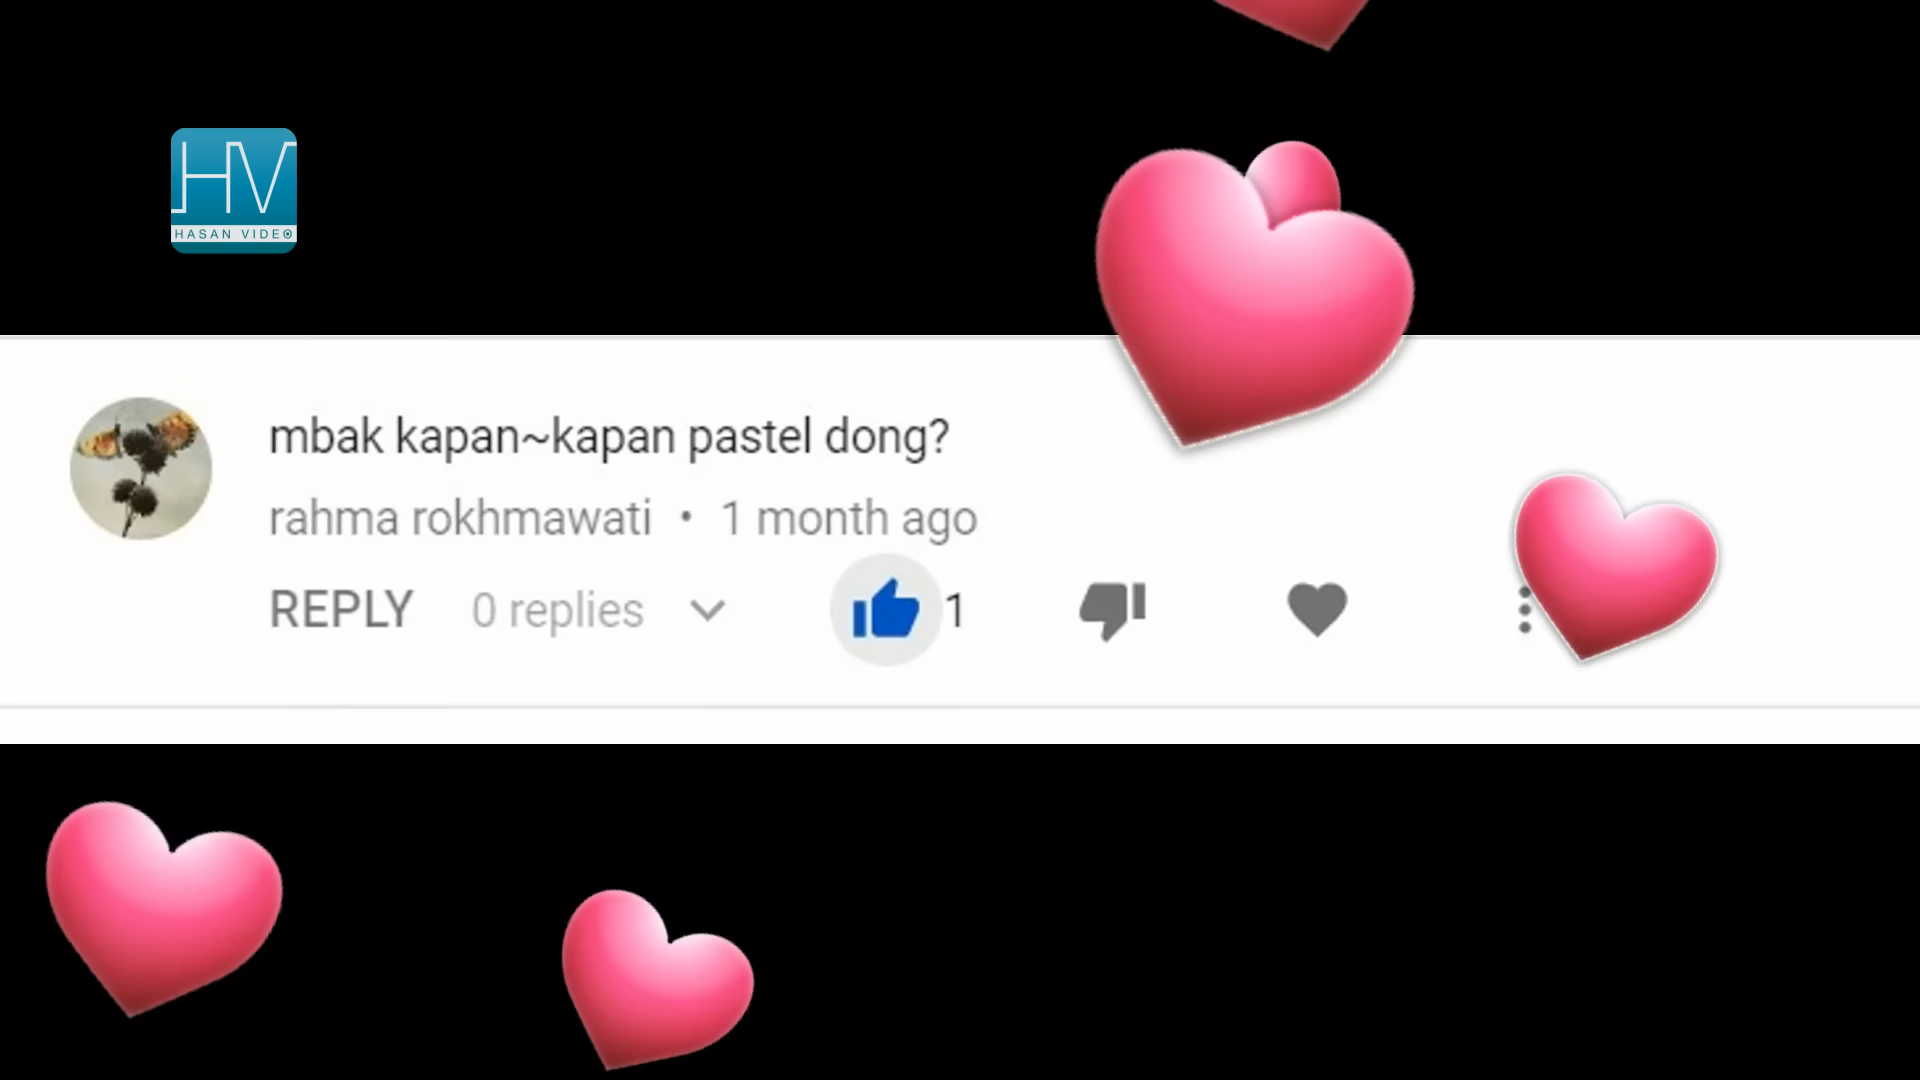 HV
HASAN VIDEO
mbak kapan~kapan pastel dong?
rahma rokhmawati • 1 month ago
REPLY 0 replies 1